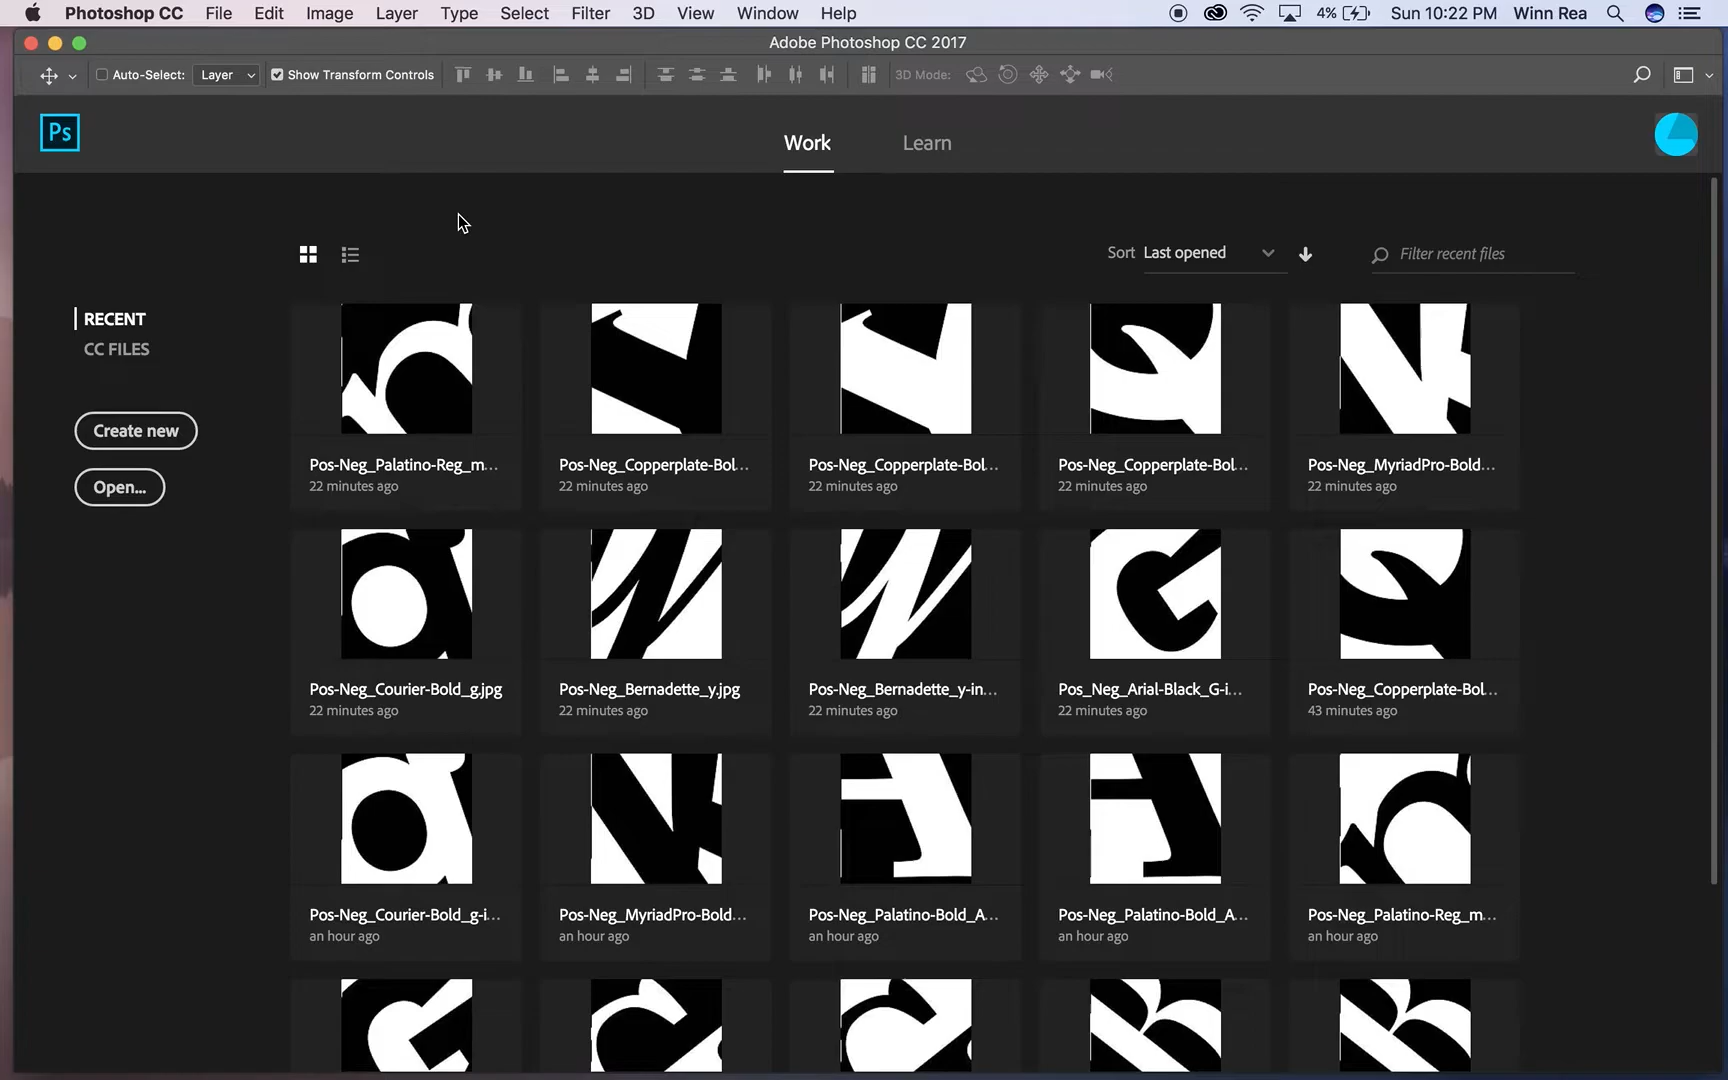 Photoshop CC File Edit Image Layer Type Select Filter 3D View Window Help 4% Sun 10:22 PM Winn Rea
Adobe Photoshop CC 2017
Auto-Select: Layer Show Transform Controls 3D Mode:
Ps Work Learn
Sort Last opened Filter recent files
RECENT
CC FILES
Create new
Open...
Pos-Neg_Palatino-Reg_m... Pos-Neg_Copperplate-Bol... Pos-Neg_Copperplate-Bol... Pos-Neg_Copperplate-Bol... Pos-Neg_MyriadPro-Bold...
22 minutes ago 22 minutes ago 22 minutes ago 22 minutes ago 22 minutes ago
Pos-Neg_Courier-Bold_g.jpg Pos-Neg_Bernadette_y.jpg Pos-Neg_Bernadette_y-in... Pos_Neg_Arial-Black_G-i... Pos-Neg_Copperplate-Bol...
22 minutes ago 22 minutes ago 22 minutes ago 22 minutes ago 43 minutes ago
Pos-Neg_Courier-Bold_g-i... Pos-Neg_MyriadPro-Bold... Pos-Neg_Palatino-Bold_A... Pos-Neg_Palatino-Bold_A... Pos-Neg_Palatino-Reg_m...
an hour ago an hour ago an hour ago an hour ago an hour ago